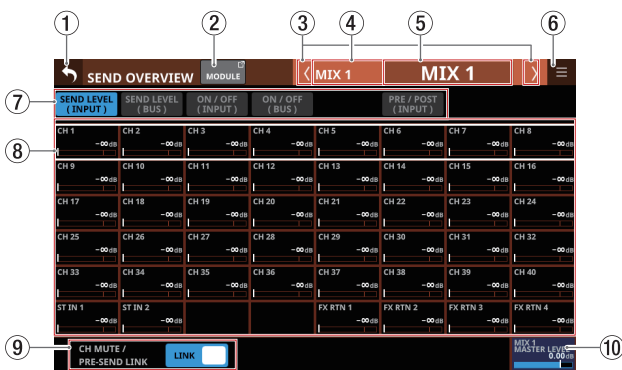 ① ② ③ ④ ⑤ ⑥
SEND OVERVIEW MODULE MIX 1 MIX 1
⑦
SEND LEVEL (INPUT) SEND LEVEL (BUS) ON / OFF (INPUT) ON / OFF (BUS) PRE / POST (INPUT)
⑧
CH 1 CH 2 CH 3 CH 4 CH 5 CH 6 CH 7 CH 8
-∞dB -∞dB -∞dB -∞dB -∞dB -∞dB -∞dB -∞dB
CH 9 CH 10 CH 11 CH 12 CH 13 CH 14 CH 15 CH 16
-∞dB -∞dB -∞dB -∞dB -∞dB -∞dB -∞dB -∞dB
CH 17 CH 18 CH 19 CH 20 CH 21 CH 22 CH 23 CH 24
-∞dB -∞dB -∞dB -∞dB -∞dB -∞dB -∞dB -∞dB
CH 25 CH 26 CH 27 CH 28 CH 29 CH 30 CH 31 CH 32
-∞dB -∞dB -∞dB -∞dB -∞dB -∞dB -∞dB -∞dB
CH 33 CH 34 CH 35 CH 36 CH 37 CH 38 CH 39 CH 40
-∞dB -∞dB -∞dB -∞dB -∞dB -∞dB -∞dB -∞dB
ST IN 1 ST IN 2 FX RTN 1 FX RTN 2 FX RTN 3 FX RTN 4
-∞dB -∞dB -∞dB -∞dB -∞dB -∞dB
⑨
CH MUTE /
PRE-SEND LINK
LINK
MIX 1
MASTER LEVEL
0.00dB
⑩